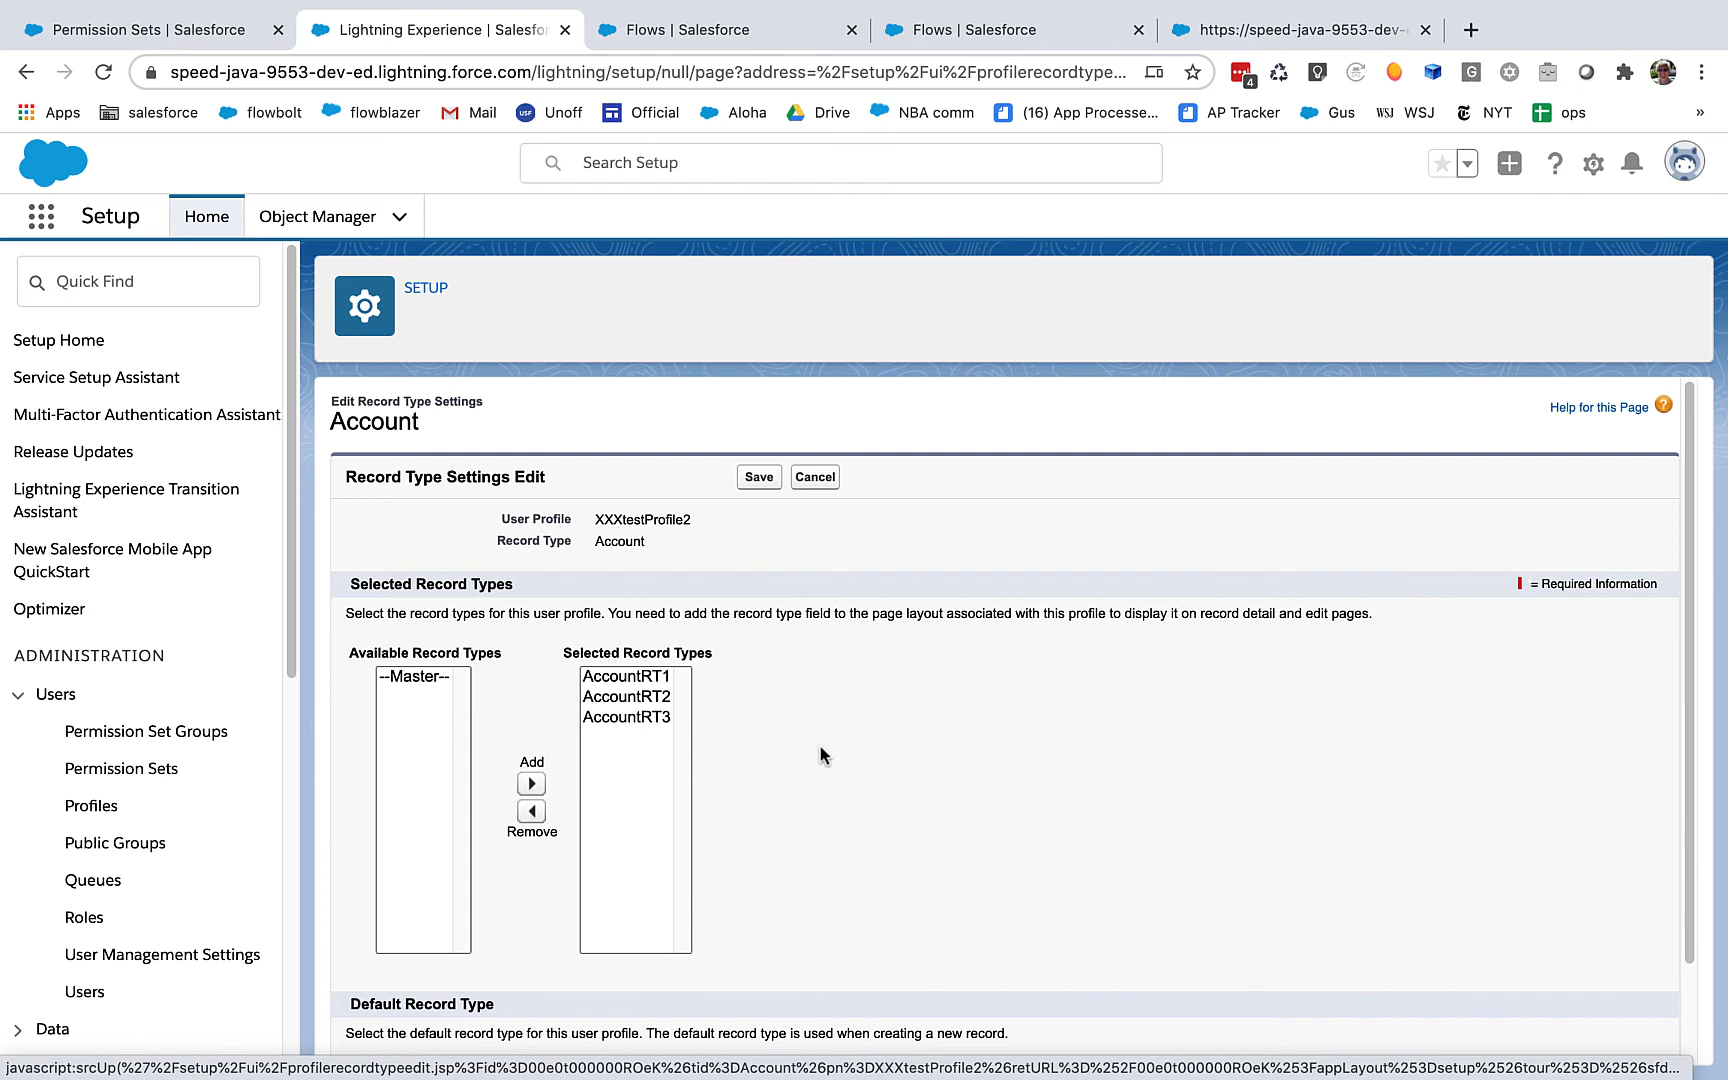 Permission Sets | Salesforce
Lightning Experience | Salesfo
Flows | Salesforce
Flows | Salesforce
https://speed-java-9553-dev-
speed-java-9553-dev-ed.lightning.force.com/lightning/setup/null/page?address=%2Fsetup%2Fui%2Fprofilerecordtype...
4
G
Apps
salesforce
flowbolt
flowblazer
Mail
USF
Unoff
Official
Aloha
Drive
NBA comm
(16) App Processe...
AP Tracker
Gus
WSJ WSJ
NYT
ops
»
Search Setup
Setup
Home
Object Manager
Quick Find
SETUP
Setup Home
Service Setup Assistant
Multi-Factor Authentication Assistant
Release Updates
Lightning Experience Transition
Assistant
New Salesforce Mobile App
QuickStart
Optimizer
ADMINISTRATION
Users
Permission Set Groups
Permission Sets
Profiles
Public Groups
Queues
Roles
User Management Settings
Users
Data
Edit Record Type Settings
Account
Help for this Page ?
Record Type Settings Edit
Save
Cancel
User Profile XXXtestProfile2
Record Type Account
Selected Record Types
= Required Information
Select the record types for this user profile. You need to add the record type field to the page layout associated with this profile to display it on record detail and edit pages.
Available Record Types
Selected Record Types
--Master--
AccountRT1
AccountRT2
AccountRT3
Add
Remove
Default Record Type
Select the default record type for this user profile. The default record type is used when creating a new record.
javascript:srcUp(%27%2Fsetup%2Fui%2Fprofilerecordtypeedit.jsp%3Fid%3D00e0t000000ROeK%26tid%3DAccount%26pn%3DXXXtestProfile2%26retURL%3D%252F00e0t000000ROeK%253FappLayout%253Dsetup%2526tour%253D%2526sfd...